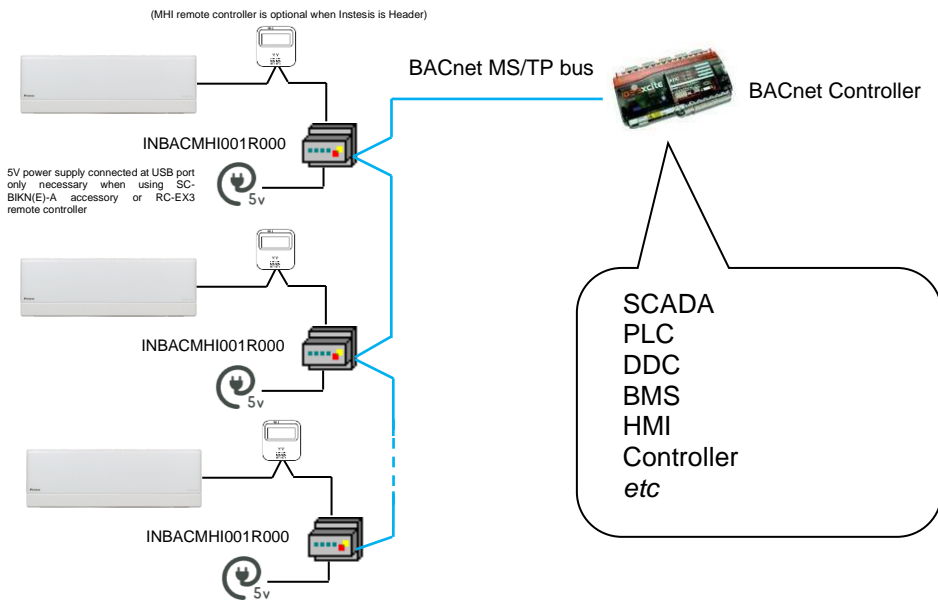 (MHI remote controller is optional when Instesis is Header)
BACnet MS/TP bus
BACnet Controller
INBACMHI001R000
5V power supply connected at USB port
only necessary when using SC-
BIKN(E)-A accessory or RC-EX3
remote controller
5v
INBACMHI001R000
5v
INBACMHI001R000
5v
SCADA
PLC
DDC
BMS
HMI
Controller
etc